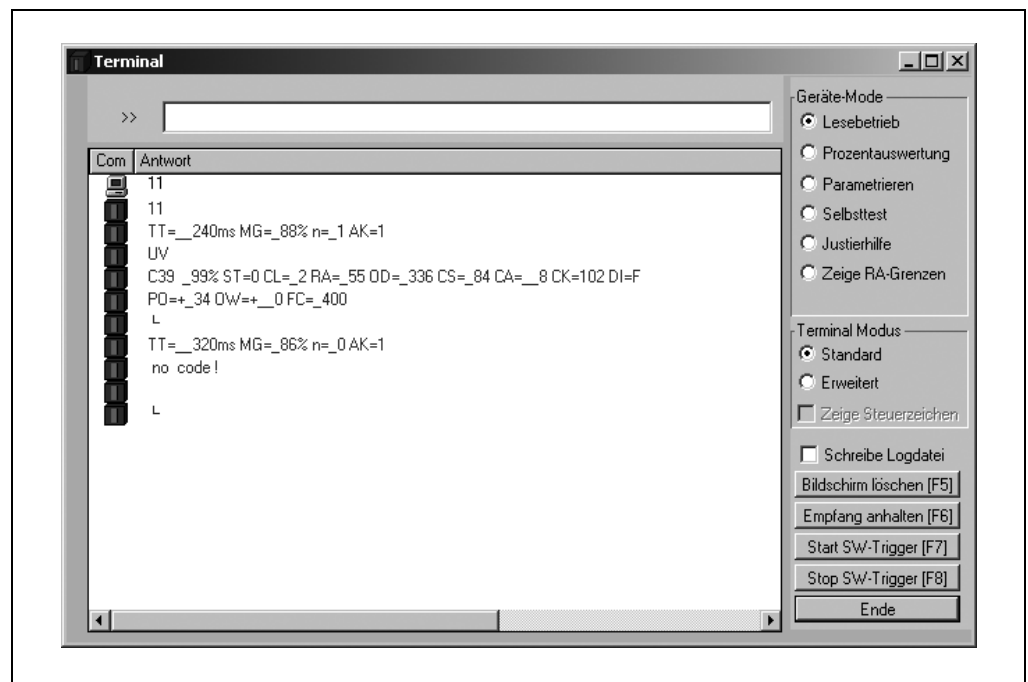 Terminal
>>
Com Antwort
11
11
TT=__240ms MG=_88% n=_1 AK=1
UV
C39 _99% ST=0 CL=_2 RA=_55 OD=_336 CS=_84 CA=__8 CK=102 DI=F
PO=+_34 OW=+__0 FC=_400
└
TT=__320ms MG=_86% n=_0 AK=1
no code !
└
Geräte-Mode
Lesebetrieb
Prozentauswertung
Parametrieren
Selbsttest
Justierhilfe
Zeige RA-Grenzen
Terminal Modus
Standard
Erweitert
Zeige Steuerzeichen
Schreibe Logdatei
Bildschirm löschen [F5]
Empfang anhalten [F6]
Start SW-Trigger [F7]
Stop SW-Trigger [F8]
Ende